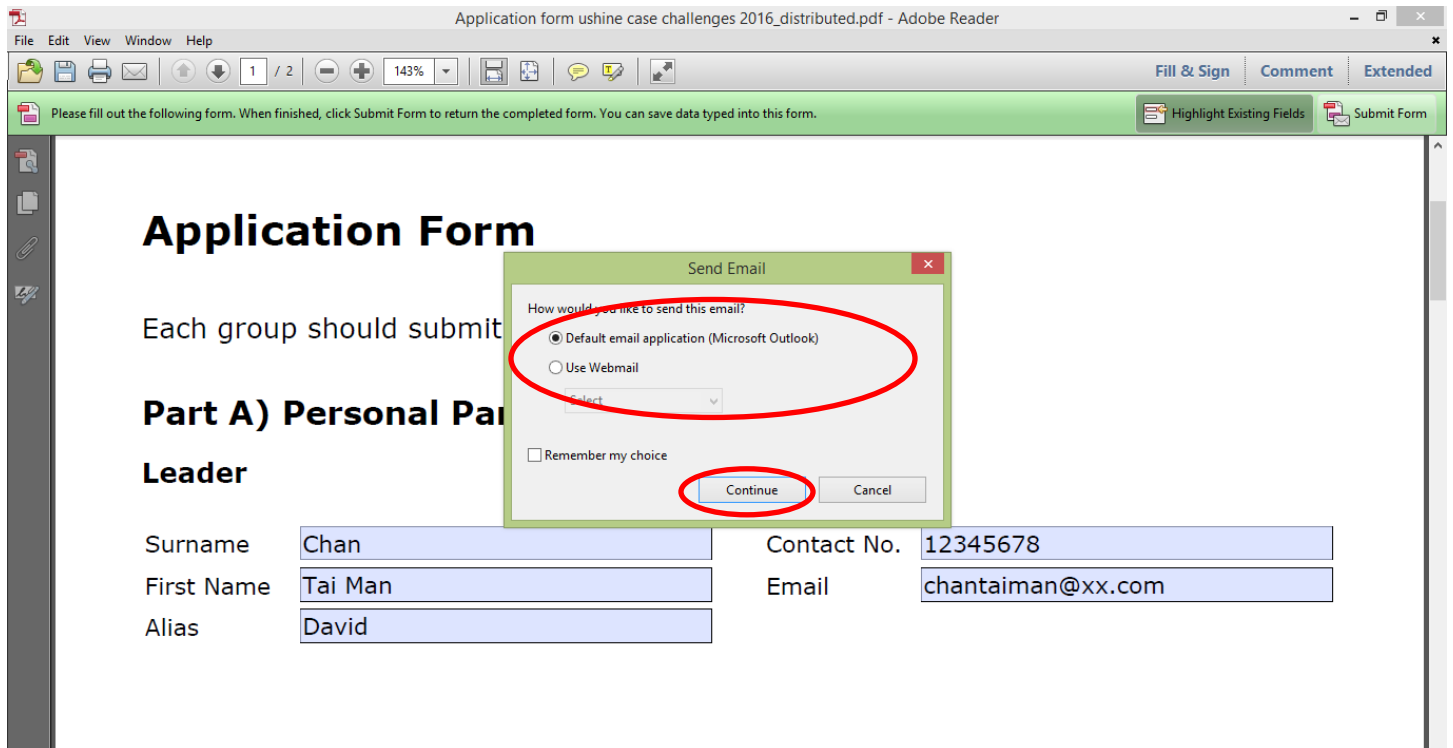 Application form ushine case challenges 2016_distributed.pdf - Adobe Reader
File Edit View Window Help
1 / 2 143% Fill & Sign Comment Extended
Please fill out the following form. When finished, click Submit Form to return the completed form. You can save data typed into this form. Highlight Existing Fields Submit Form
Application Form
Send Email
How would you like to send this email?
Each group should submit
Default email application (Microsoft Outlook)
Use Webmail
Select
Part A) Personal Par
Remember my choice
Leader
Continue Cancel
Surname Chan Contact No. 12345678
First Name Tai Man Email chantaiman@xx.com
Alias David